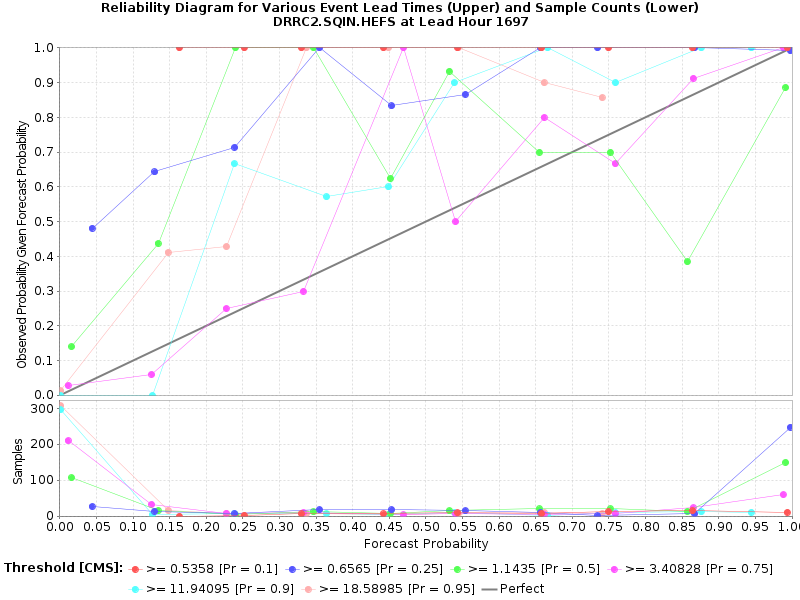 Reliability Diagram for Various Event Lead Times (Upper) and Sample Counts (Lower)
DRRC2.SQIN.HEFS at Lead Hour 1697
Observed Probability Given Forecast Probability
1.0
0.9
0.8
0.7
0.6
0.5
0.4
0.3
0.2
0.1
0.0
Samples
300
200
100
0
0.00 0.05 0.10 0.15 0.20 0.25 0.30 0.35 0.40 0.45 0.50 0.55 0.60 0.65 0.70 0.75 0.80 0.85 0.90 0.95 1.0
Forecast Probability
Threshold [CMS]: >= 0.5358 [Pr = 0.1] >= 0.6565 [Pr = 0.25] >= 1.1435 [Pr = 0.5] >= 3.40828 [Pr = 0.75]
>= 11.94095 [Pr = 0.9] >= 18.58985 [Pr = 0.95] Perfect